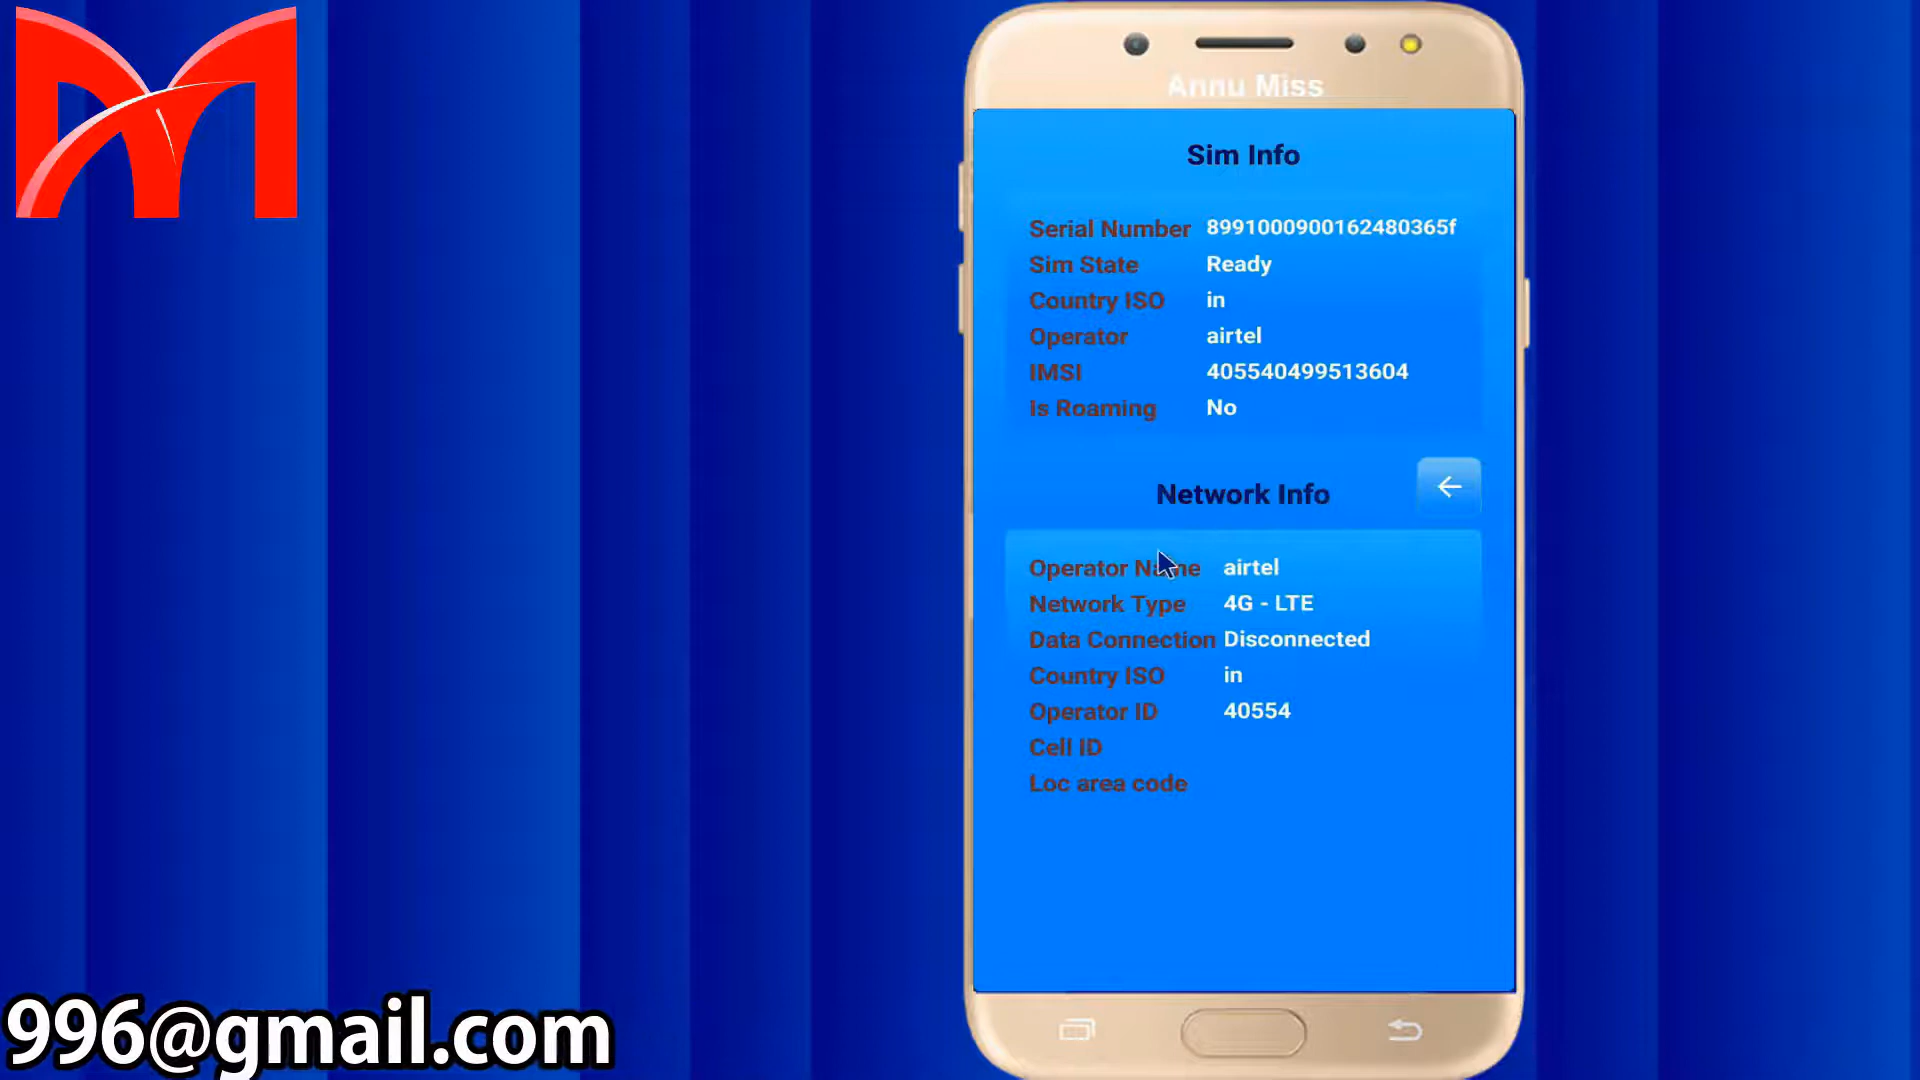 Annu Miss
Sim Info
Serial Number 8991000900162480365f
Sim State Ready
Country ISO in
Operator airtel
IMSI 405540499513604
Is Roaming No
Network Info
Operator Name airtel
Network Type 4G - LTE
Data Connection Disconnected
Country ISO in
Operator ID 40554
Cell ID
Loc area code
996@gmail.com